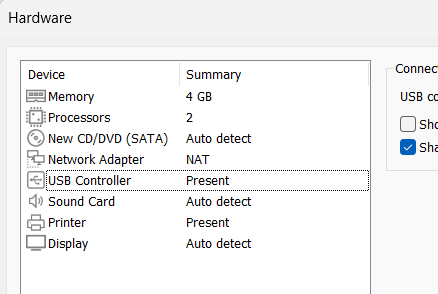 Hardware
Device Summary
Memory 4 GB
Processors 2
New CD/DVD (SATA) Auto detect
Network Adapter NAT
USB Controller Present
Sound Card Auto detect
Printer Present
Display Auto detect
Connect
USB co
Sho
Sha